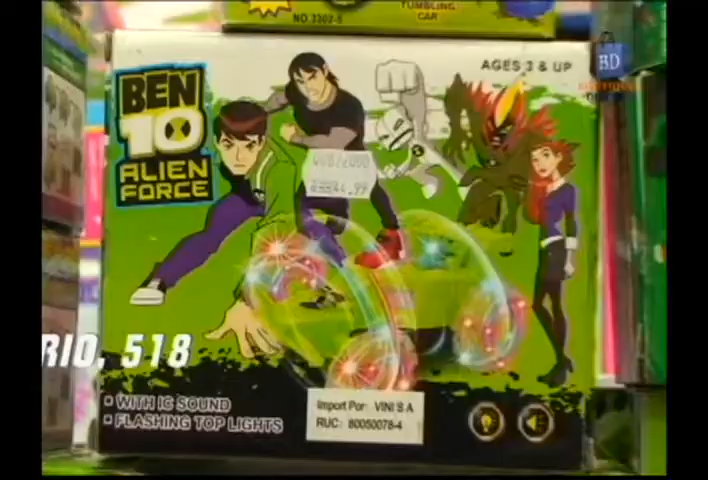 NO.3302-5
TUMBLING
CAR
AGES 3 & UP
BD
BEN
10
ALIEN
FORCE
RIO, 518
• WITH IC SOUND
• FLASHING TOP LIGHTS
Import Por: VINI S A
RUC: 80050078-4